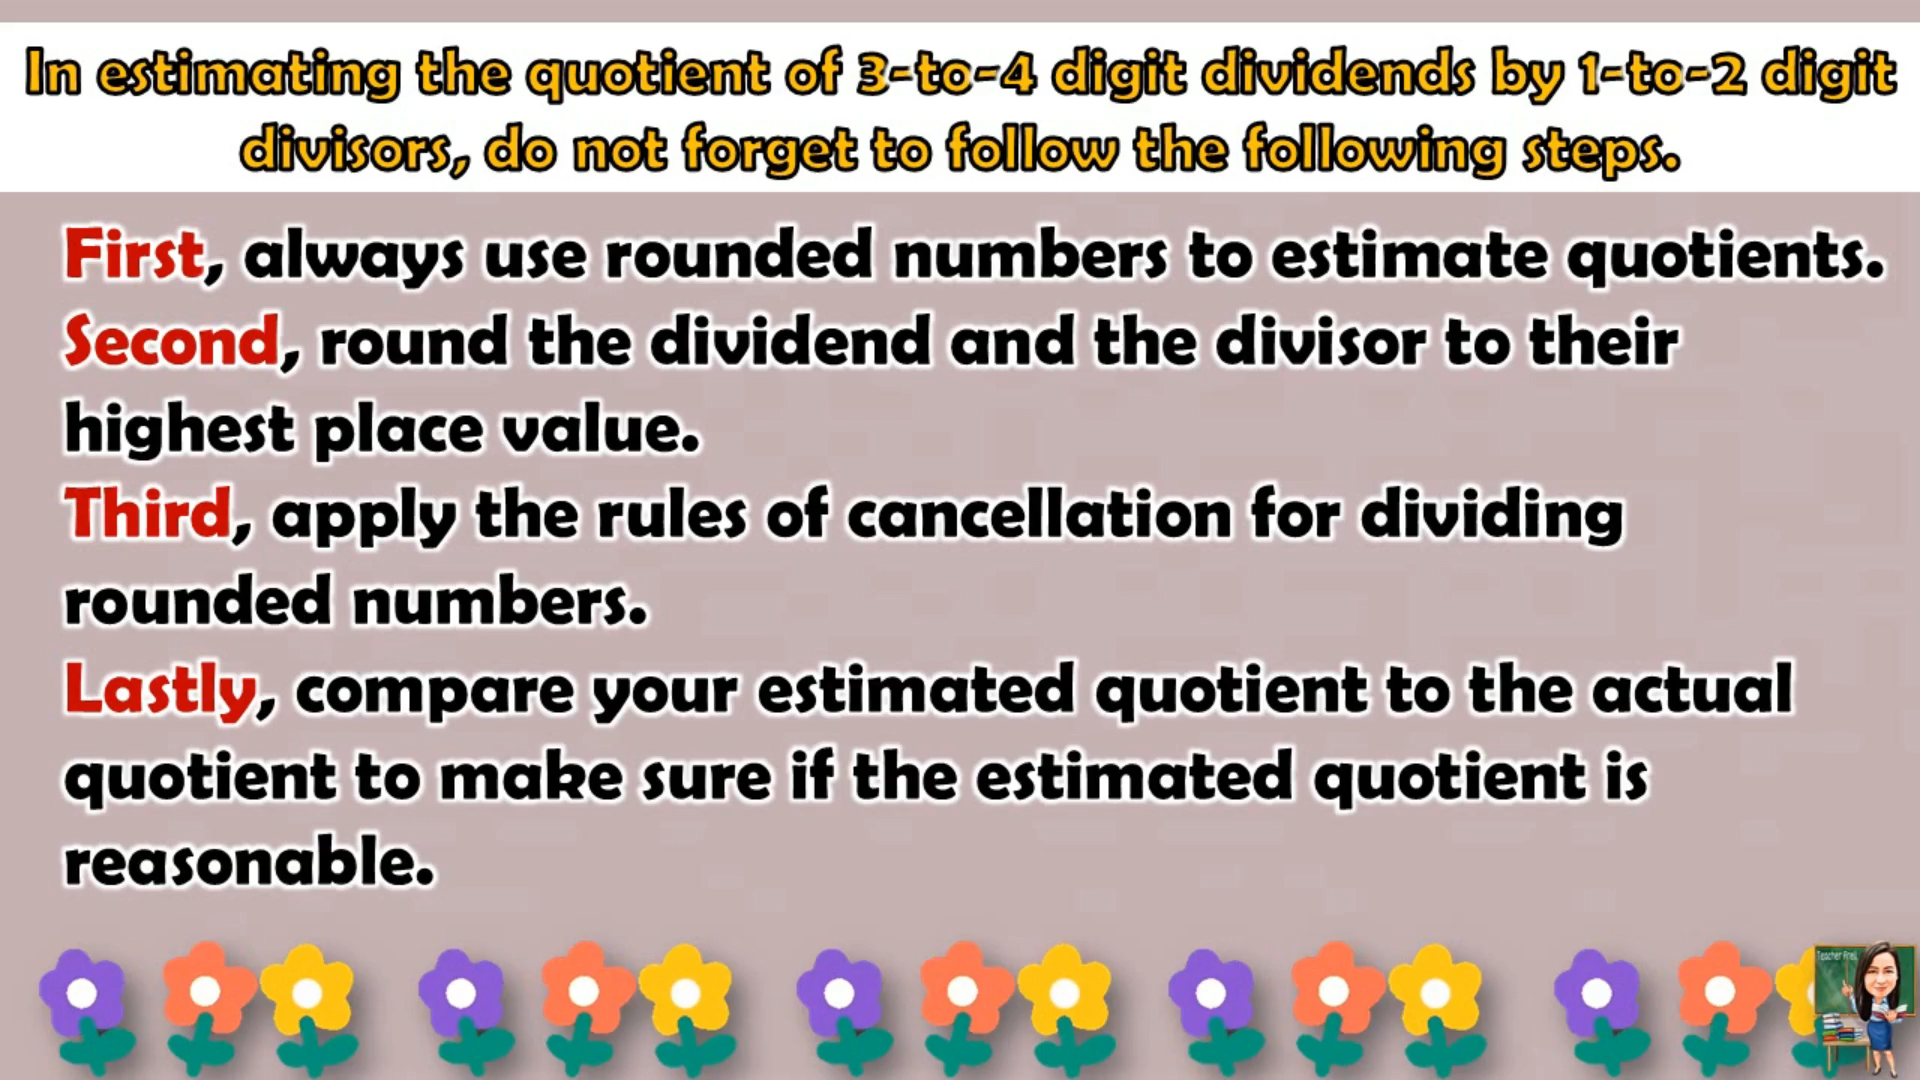 In estimating the quotient of 3-to-4 digit dividends by 1-to-2 digit
divisors, do not forget to follow the following steps.
First, always use rounded numbers to estimate quotients.
Second, round the dividend and the divisor to their
highest place value.
Third, apply the rules of cancellation for dividing
rounded numbers.
Lastly, compare your estimated quotient to the actual
quotient to make sure if the estimated quotient is
reasonable.